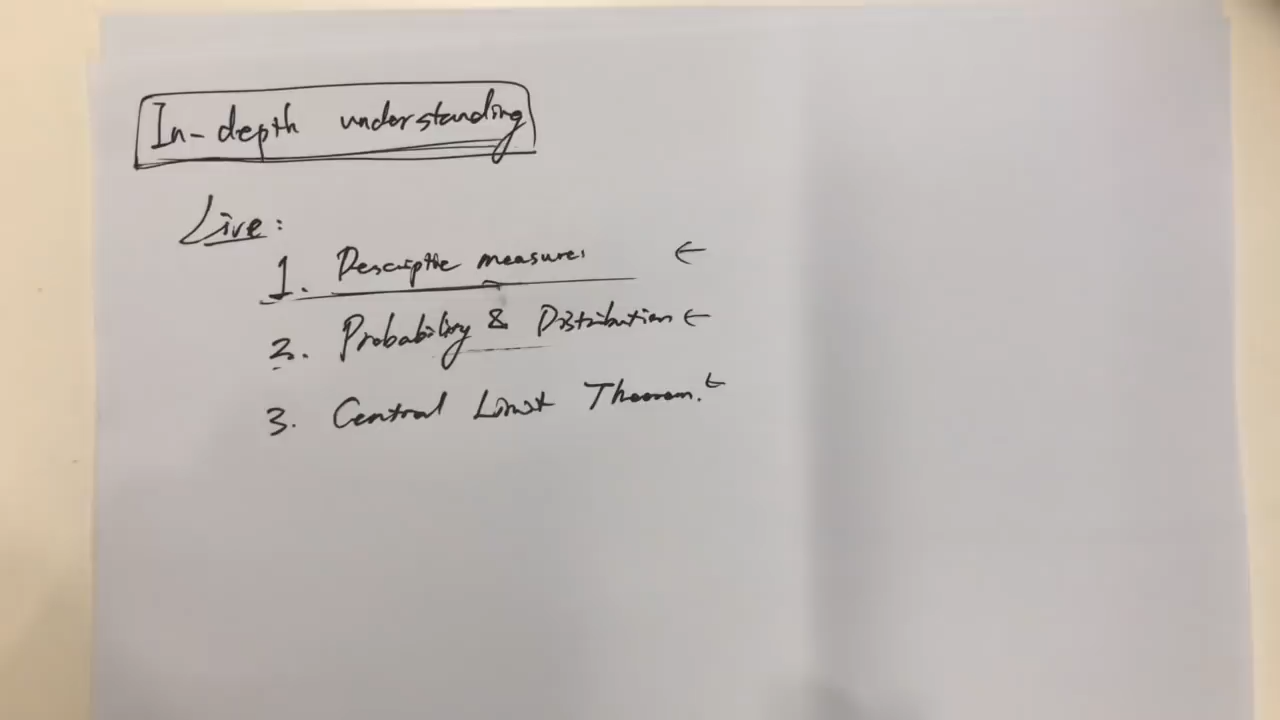 In-depth understanding
Live:
1. Descriptive measures ←
2. Probability & Distribution ←
3. Central Limit Theorem. ←